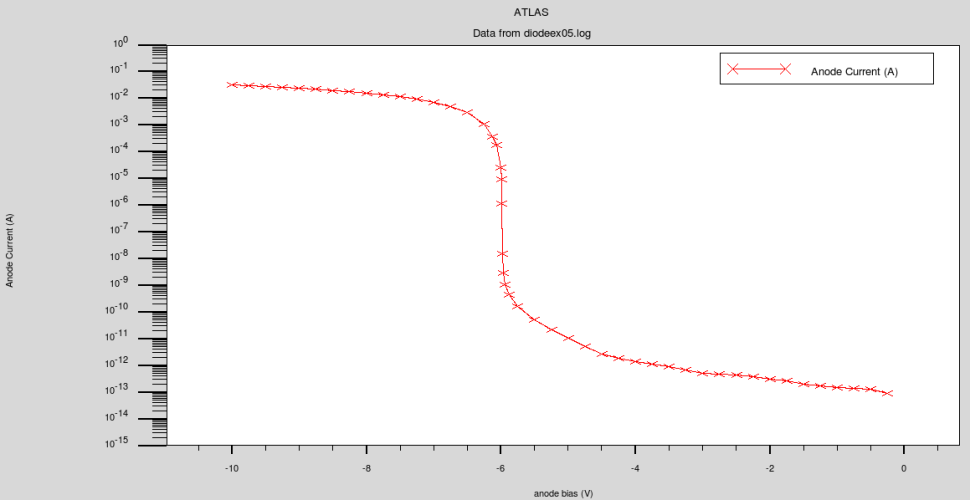 ATLAS
Data from diodeex05.log
Anode Current (A)
Anode Current (A)
10^0
10^-1
10^-2
10^-3
10^-4
10^-5
10^-6
10^-7
10^-8
10^-9
10^-10
10^-11
10^-12
10^-13
10^-14
10^-15
-10 -8 -6 -4 -2 0
anode bias (V)